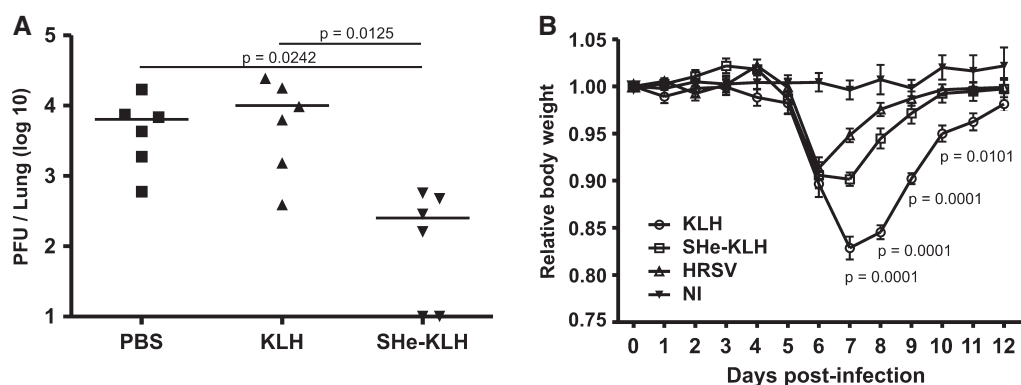 A
PFU / Lung (log 10)
5
4
3
2
1
p = 0.0125
p = 0.0242
PBS KLH SHe-KLH
B
Relative body weight
1.05
1.00
0.95
0.90
0.85
0.80
0.75
p = 0.0101
p = 0.0001
p = 0.0001
p = 0.0001
KLH
SHe-KLH
HRSV
NI
0 1 2 3 4 5 6 7 8 9 10 11 12
Days post-infection